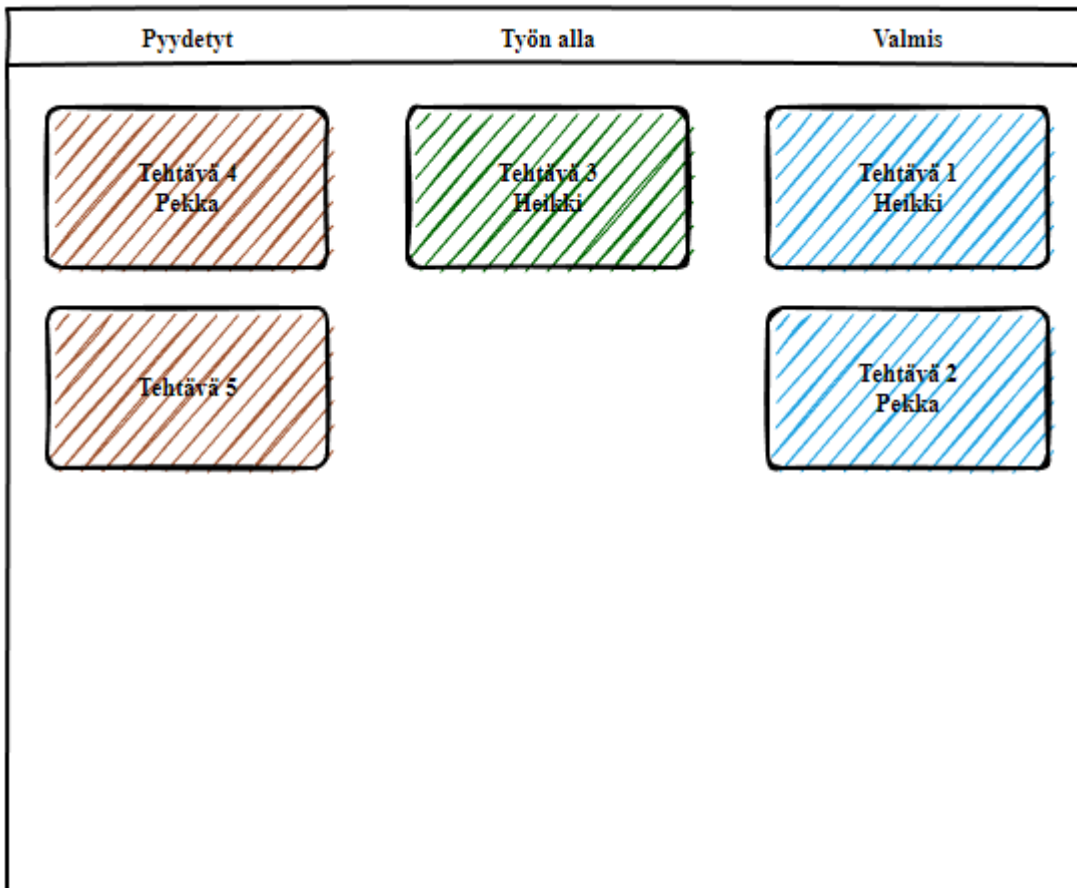 Pyydetyt
Työn alla
Valmis
Tehtävä 4
Pekka
Tehtävä 3
Heikki
Tehtävä 1
Heikki
Tehtävä 5
Tehtävä 2
Pekka